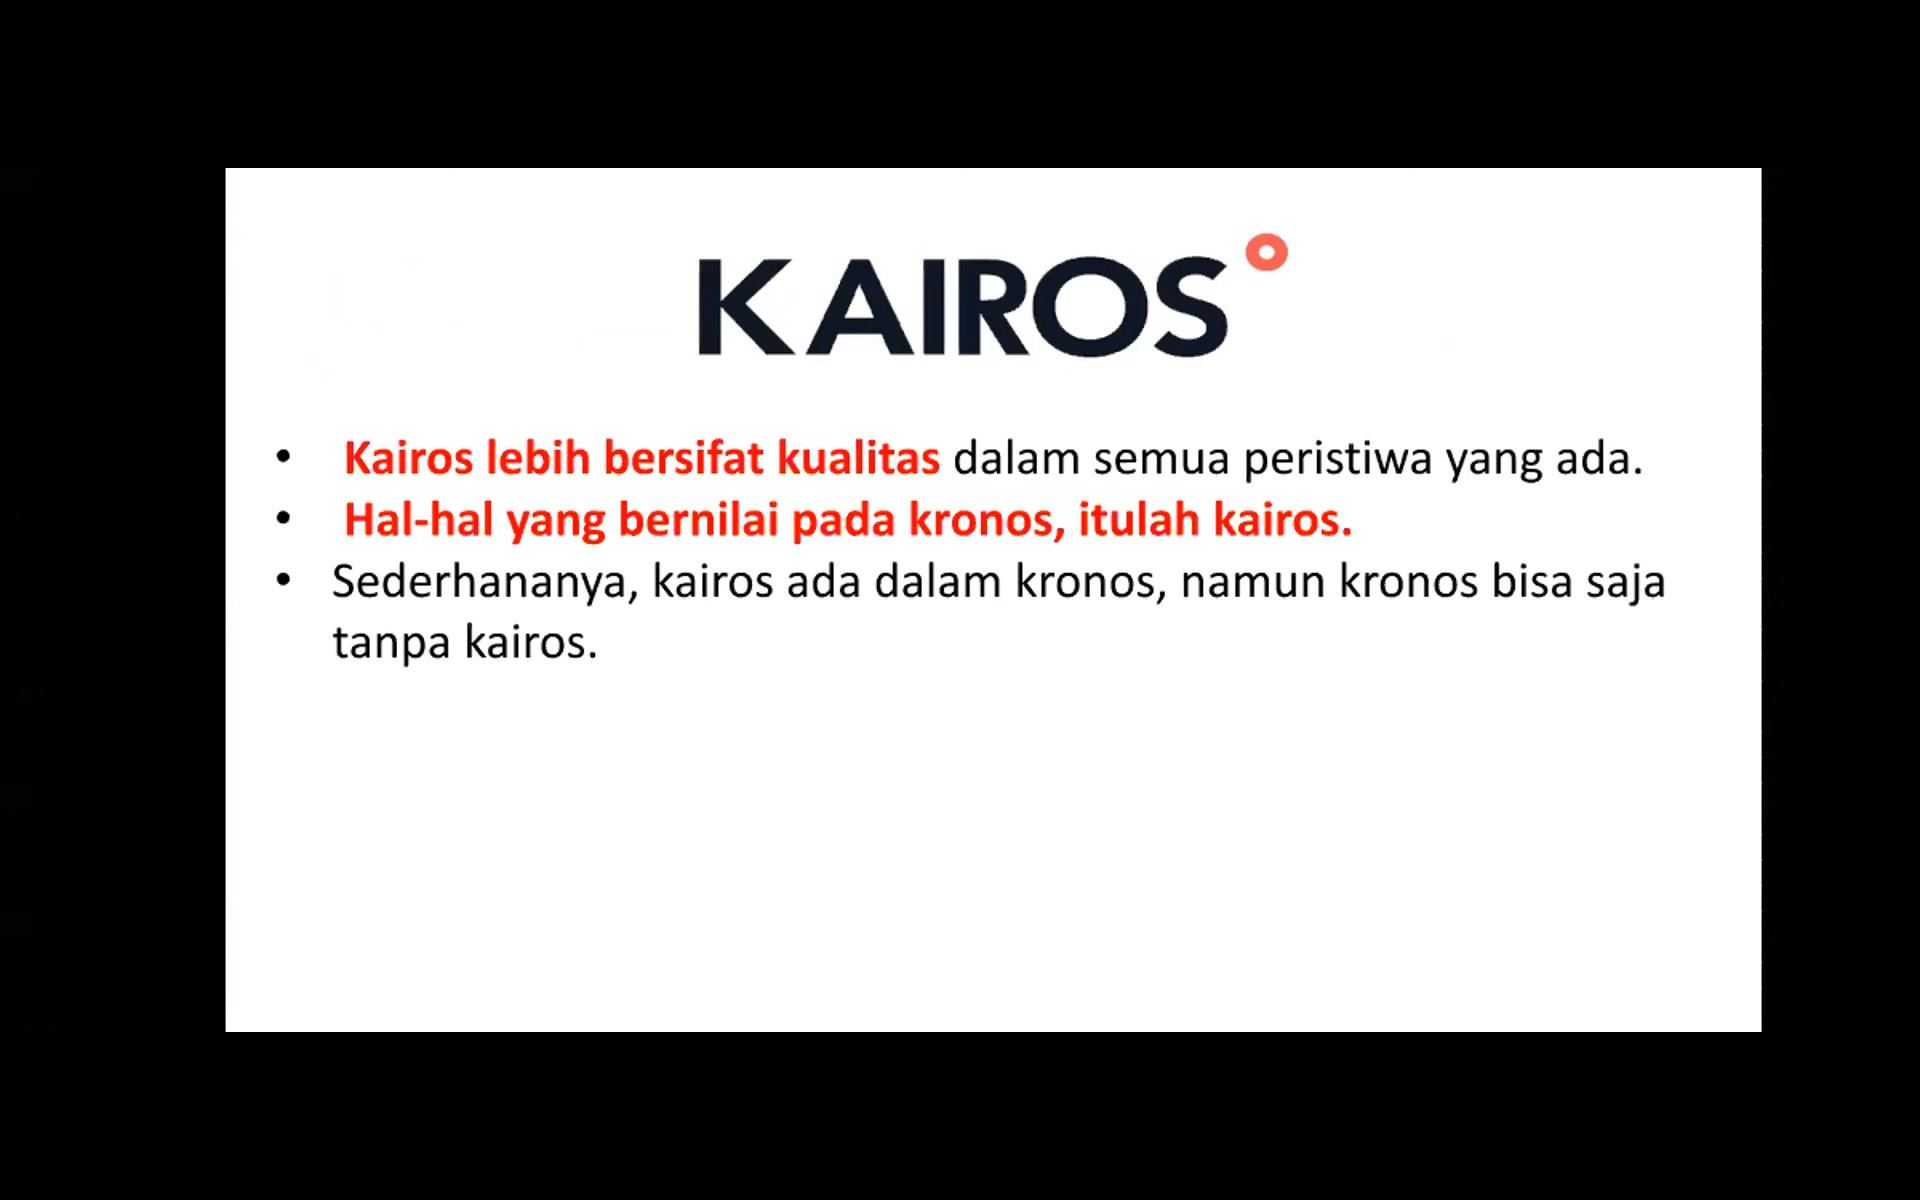 KAIROS
• Kairos lebih bersifat kualitas dalam semua peristiwa yang ada.
• Hal-hal yang bernilai pada kronos, itulah kairos.
• Sederhananya, kairos ada dalam kronos, namun kronos bisa saja
tanpa kairos.